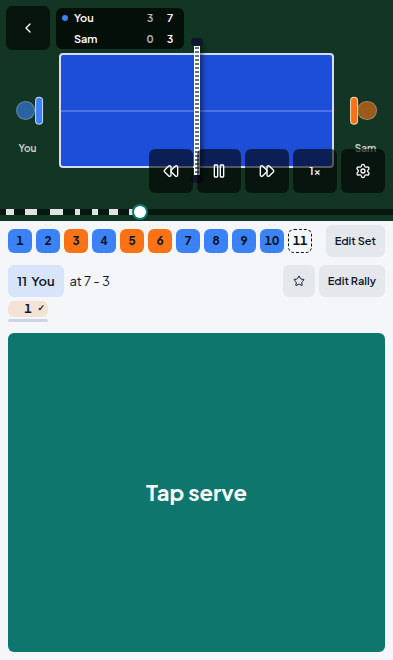 You 3 7
Sam 0 3
You
Sam
1×
1 2 3 4 5 6 7 8 9 10 11 Edit Set
11 You at 7 - 3 Edit Rally
1 ✓
Tap serve